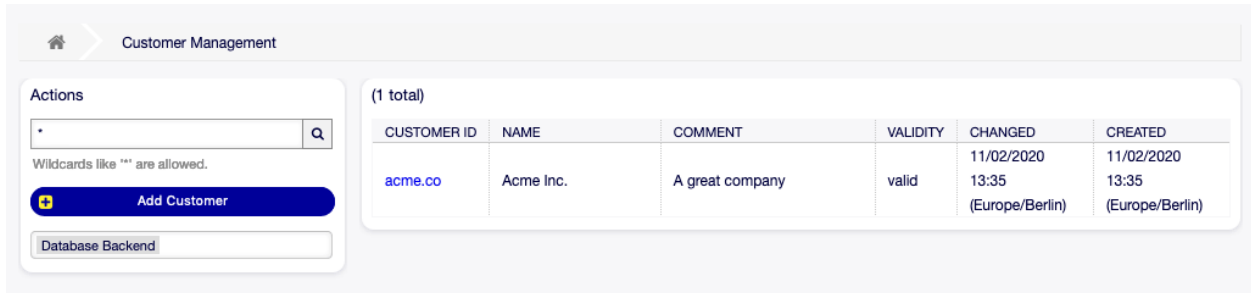 Customer Management
Actions
*
Wildcards like '*' are allowed.
Add Customer
Database Backend
(1 total)
CUSTOMER ID NAME COMMENT VALIDITY CHANGED CREATED
acme.co Acme Inc. A great company valid 11/02/2020 13:35 (Europe/Berlin) 11/02/2020 13:35 (Europe/Berlin)